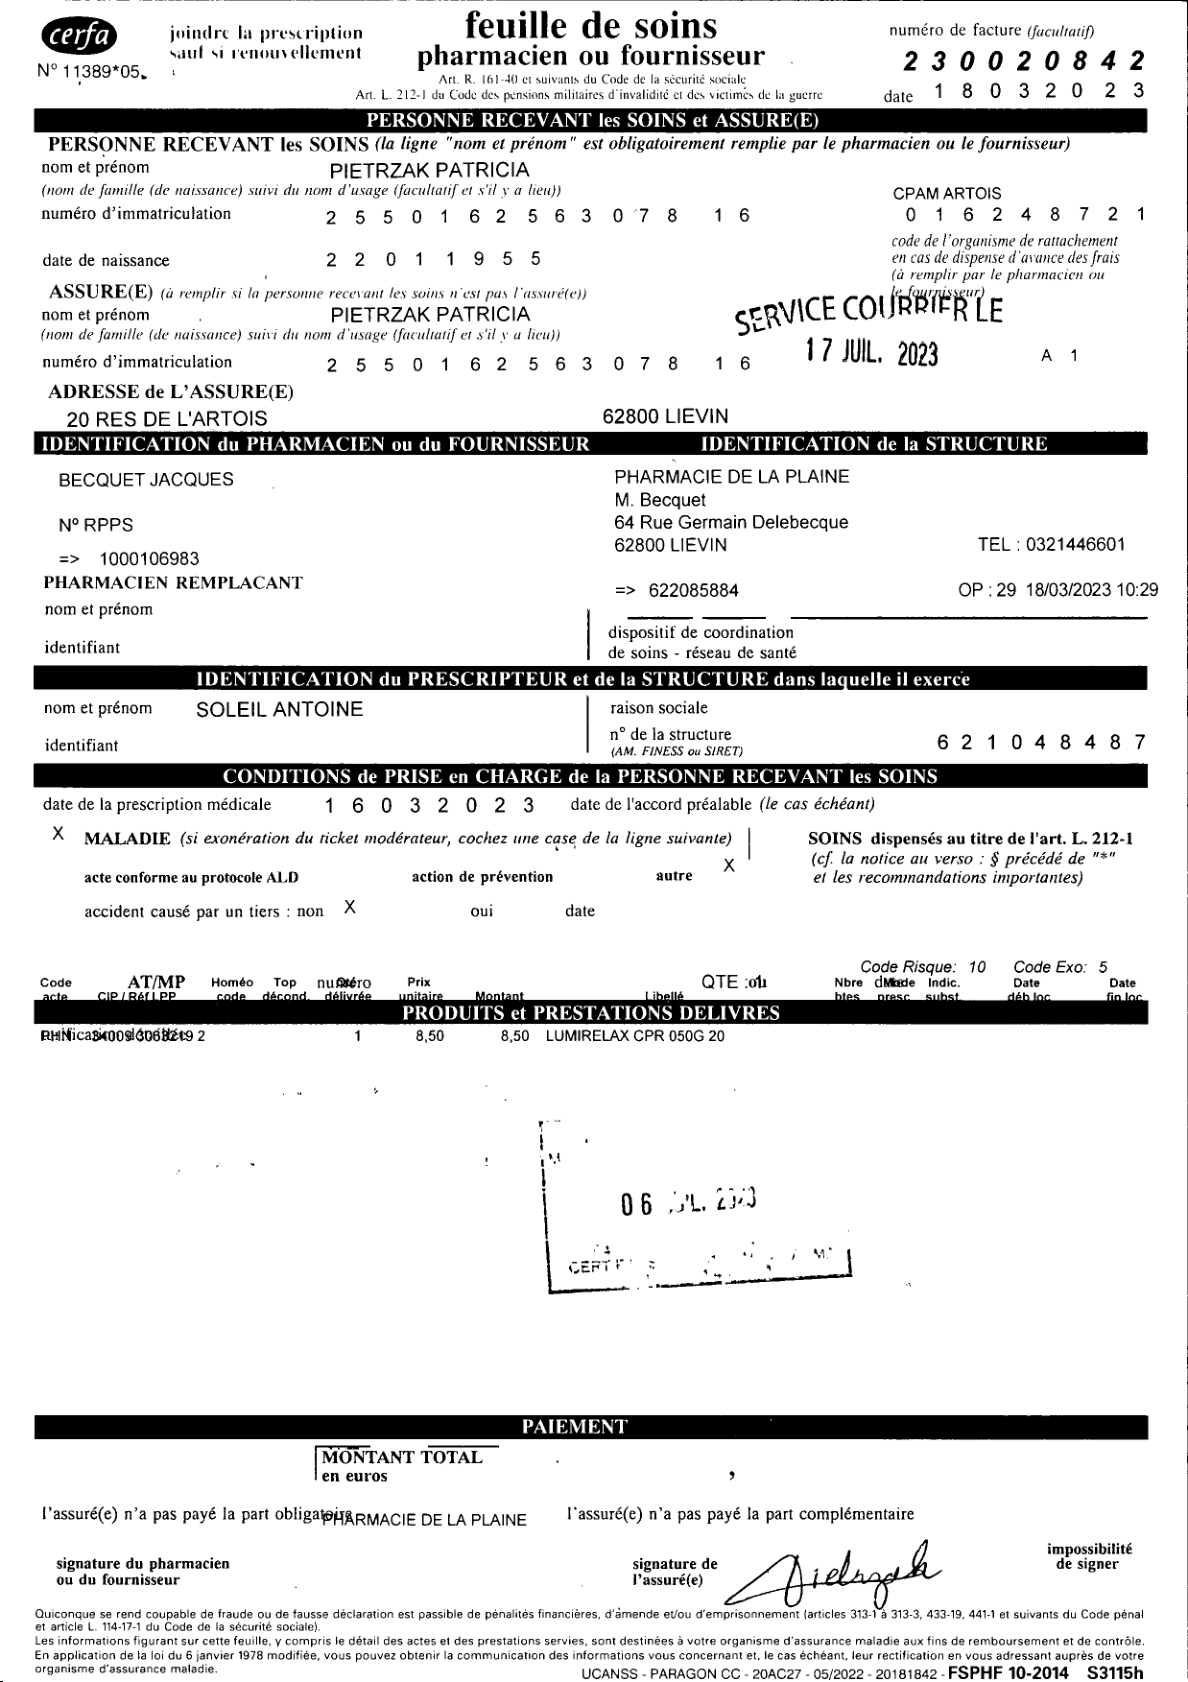 cerfa
N° 11389*05
joindre la prescription
sauf si renouvellement
feuille de soins
pharmacien ou fournisseur
Art. R. 161-40 et suivants du Code de la sécurité sociale
Art. L. 212-1 du Code des pensions militaires d'invalidité et des victimes de la guerre
numéro de facture (facultatif)
2 3 0 0 2 0 8 4 2
date 1 8 0 3 2 0 2 3
PERSONNE RECEVANT les SOINS et ASSURE(E)
PERSONNE RECEVANT les SOINS (la ligne "nom et prénom" est obligatoirement remplie par le pharmacien ou le fournisseur)
nom et prénom PIETRZAK PATRICIA
(nom de famille (de naissance) suivi du nom d'usage (facultatif et s'il y a lieu))
CPAM ARTOIS
numéro d'immatriculation 2 5 5 0 1 6 2 5 6 3 0 7 8 1 6
0 1 6 2 4 8 7 2 1
code de l'organisme de rattachement
en cas de dispense d'avance des frais
(à remplir par le pharmacien ou
le fournisseur)
date de naissance 2 2 0 1 1 9 5 5
ASSURE(E) (à remplir si la personne recevant les soins n'est pas l'assuré(e))
nom et prénom PIETRZAK PATRICIA
(nom de famille (de naissance) suivi du nom d'usage (facultatif et s'il y a lieu))
SERVICE COURRIER LE
17 JUIL. 2023
A 1
numéro d'immatriculation 2 5 5 0 1 6 2 5 6 3 0 7 8 1 6
ADRESSE de L'ASSURE(E)
20 RES DE L'ARTOIS 62800 LIEVIN
IDENTIFICATION du PHARMACIEN ou du FOURNISSEUR
IDENTIFICATION de la STRUCTURE
BECQUET JACQUES
N° RPPS
=> 1000106983
PHARMACIEN REMPLACANT
nom et prénom
identifiant
PHARMACIE DE LA PLAINE
M. Becquet
64 Rue Germain Delebecque
62800 LIEVIN TEL : 0321446601
=> 622085884 OP : 29 18/03/2023 10:29
dispositif de coordination
de soins - réseau de santé
IDENTIFICATION du PRESCRIPTEUR et de la STRUCTURE dans laquelle il exerce
nom et prénom SOLEIL ANTOINE
identifiant
raison sociale
n° de la structure
(AM. FINESS ou SIRET)
6 2 1 0 4 8 4 8 7
CONDITIONS de PRISE en CHARGE de la PERSONNE RECEVANT les SOINS
date de la prescription médicale 1 6 0 3 2 0 2 3 date de l'accord préalable (le cas échéant)
X MALADIE (si exonération du ticket modérateur, cochez une case de la ligne suivante)
acte conforme au protocole ALD action de prévention autre X
SOINS dispensés au titre de l'art. L. 212-1
(cf. la notice au verso : § précédé de "*"
et les recommandations importantes)
accident causé par un tiers : non X oui date
Code Risque: 10 Code Exo: 5
AT/MP numéro QTE :
Code acte CIP / Réf LPP Homéo code Top décond. Qté délivrée Prix unitaire Montant Libellé Nbre btes Mode presc Indic. subst. Date déb loc Date fin loc
PRODUITS et PRESTATIONS DELIVRES
34009 3063219 2 1 8,50 8,50 LUMIRELAX CPR 050G 20
06 JUL. 2023
PAIEMENT
MONTANT TOTAL
en euros
,
l'assuré(e) n'a pas payé la part obligatoire
PHARMACIE DE LA PLAINE
l'assuré(e) n'a pas payé la part complémentaire
signature du pharmacien
ou du fournisseur
signature de
l'assuré(e)
Pietrzak
impossibilité
de signer
Quiconque se rend coupable de fraude ou de fausse déclaration est passible de pénalités financières, d'amende et/ou d'emprisonnement (articles 313-1 à 313-3, 433-19, 441-1 et suivants du Code pénal
et article L. 114-17-1 du Code de la sécurité sociale).
Les informations figurant sur cette feuille, y compris le détail des actes et des prestations servies, sont destinées à votre organisme d'assurance maladie aux fins de remboursement et de contrôle.
En application de la loi du 6 janvier 1978 modifiée, vous pouvez obtenir la communication des informations vous concernant et, le cas échéant, leur rectification en vous adressant auprès de votre
organisme d'assurance maladie.
UCANSS - PARAGON CC - 20AC27 - 05/2022 - 20181842 - FSPHF 10-2014 S3115h